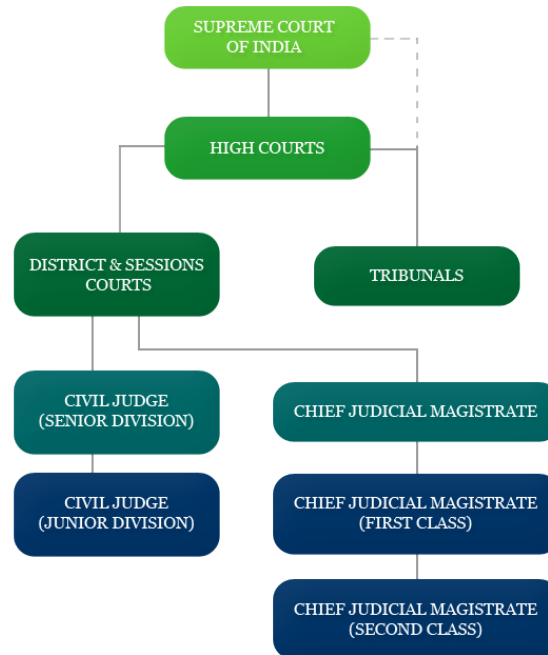 SUPREME COURT
OF INDIA
HIGH COURTS
DISTRICT & SESSIONS
COURTS
TRIBUNALS
CIVIL JUDGE
(SENIOR DIVISION)
CHIEF JUDICIAL MAGISTRATE
CIVIL JUDGE
(JUNIOR DIVISION)
CHIEF JUDICIAL MAGISTRATE
(FIRST CLASS)
CHIEF JUDICIAL MAGISTRATE
(SECOND CLASS)